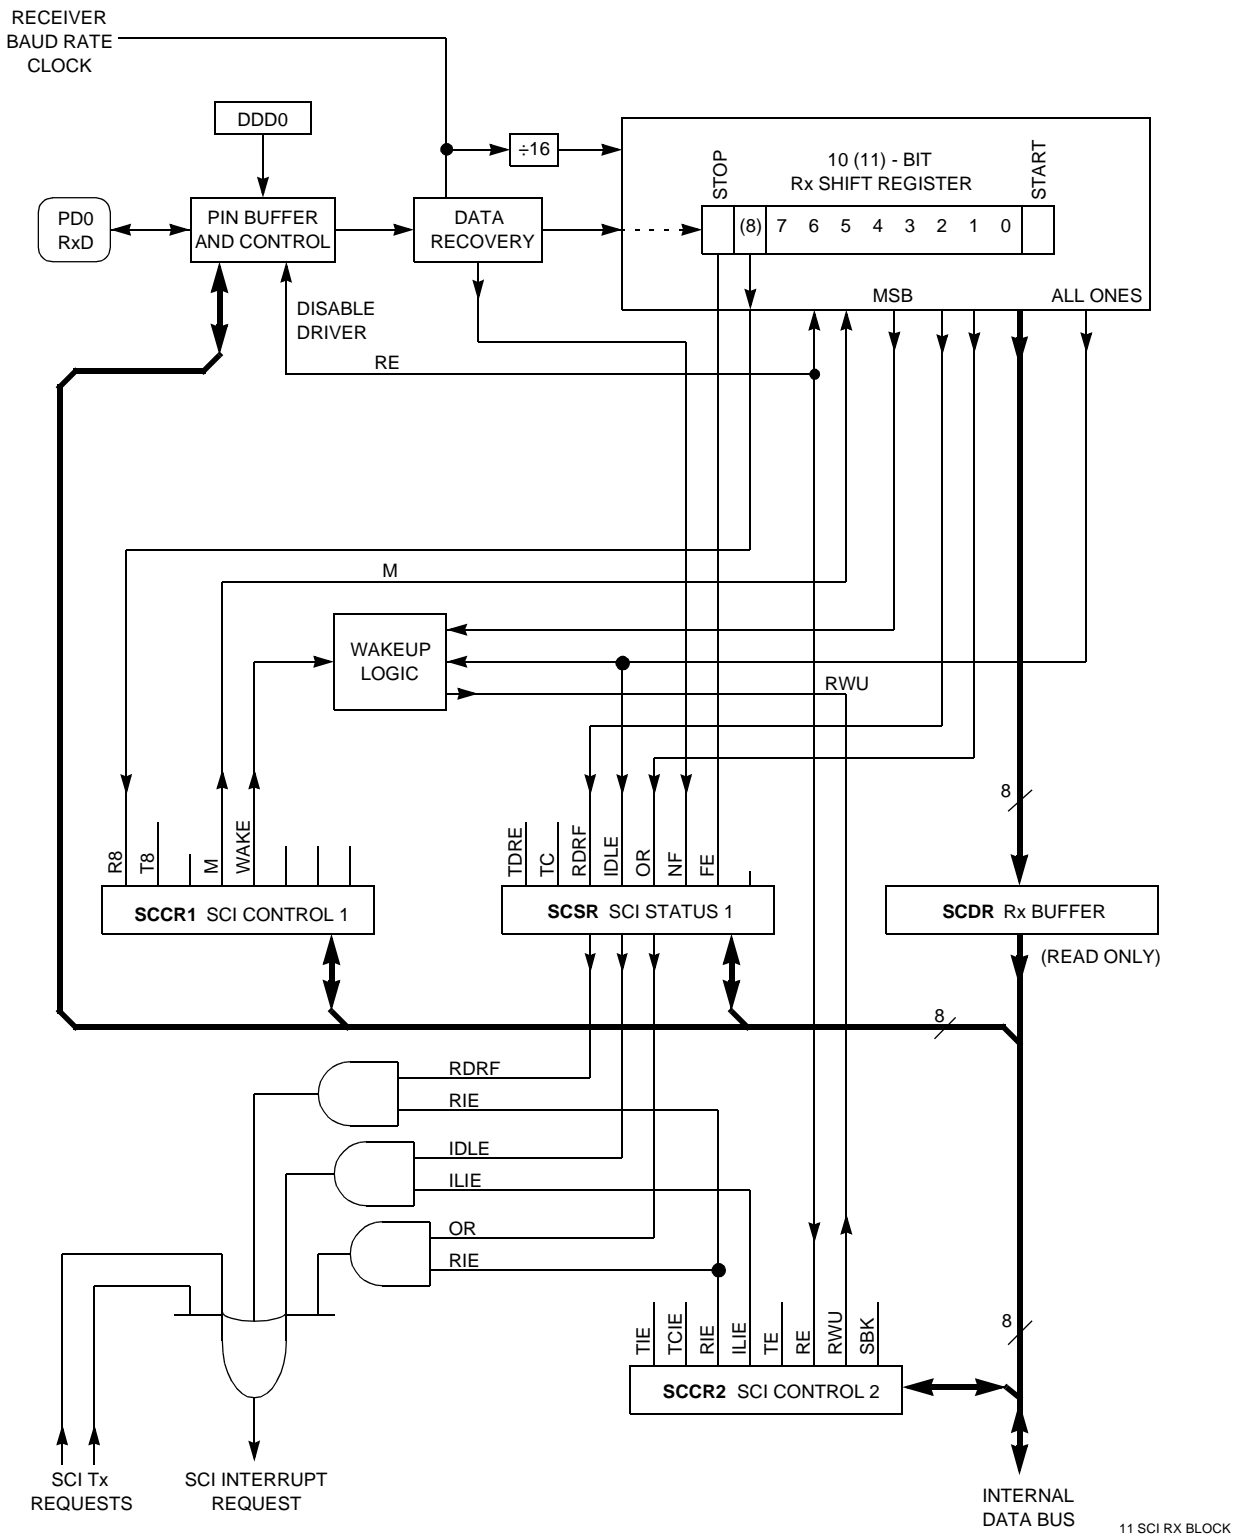 RECEIVER
BAUD RATE
CLOCK
DDD0
÷16
STOP
10 (11) - BIT
Rx SHIFT REGISTER
START
PD0
RxD
PIN BUFFER
AND CONTROL
DATA
RECOVERY
(8) 7 6 5 4 3 2 1 0
DISABLE
DRIVER
MSB
ALL ONES
RE
M
WAKEUP
LOGIC
RWU
8
R8
T8
M
WAKE
TDRE
TC
RDRF
IDLE
OR
NF
FE
SCCR1 SCI CONTROL 1
SCSR SCI STATUS 1
SCDR Rx BUFFER
(READ ONLY)
8
RDRF
RIE
IDLE
ILIE
OR
RIE
8
TIE
TCIE
RIE
ILIE
TE
RE
RWU
SBK
SCCR2 SCI CONTROL 2
SCI Tx
REQUESTS
SCI INTERRUPT
REQUEST
INTERNAL
DATA BUS
11 SCI RX BLOCK